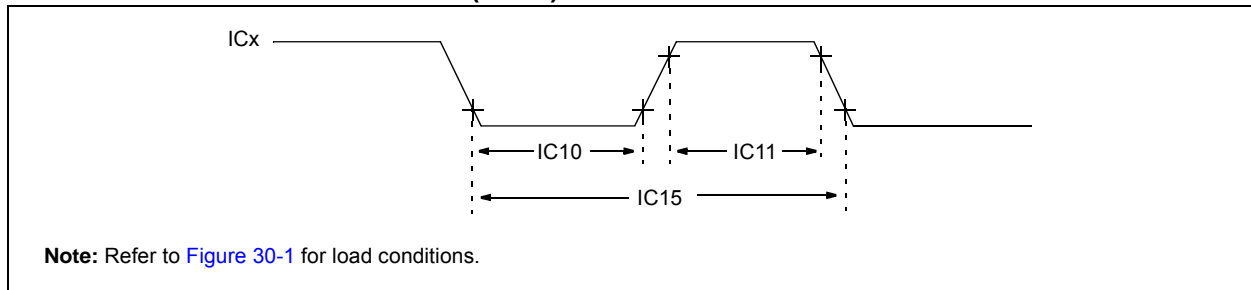 ICx
IC10
IC11
IC15
Note: Refer to Figure 30-1 for load conditions.